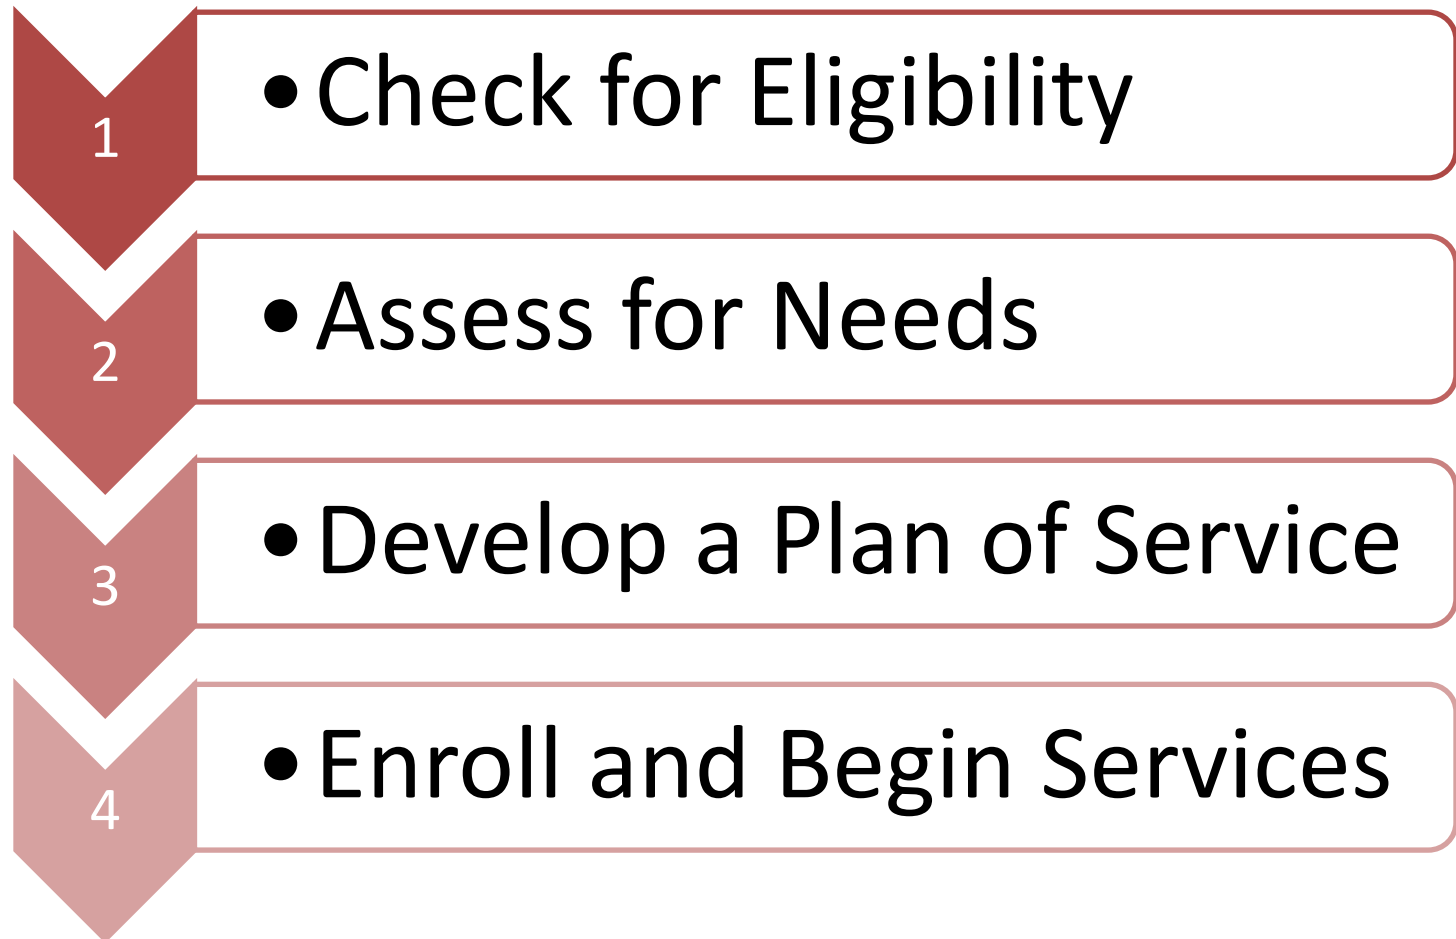 1
• Check for Eligibility
2
• Assess for Needs
3
• Develop a Plan of Service
4
• Enroll and Begin Services